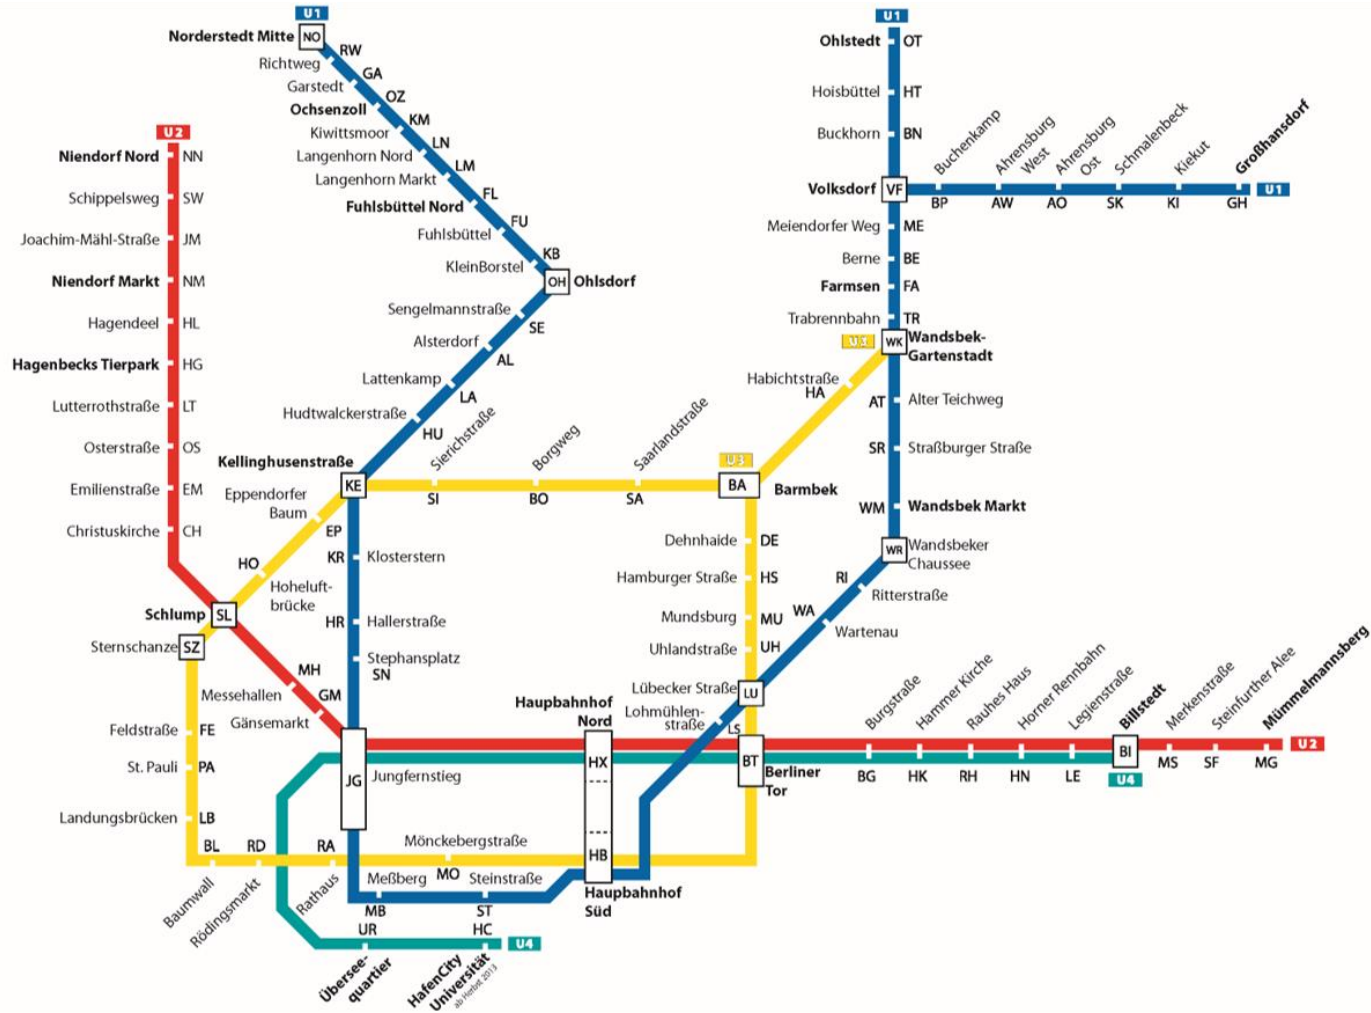 U1
Norderstedt Mitte
NO
RW
Richtweg
GA
Garstedt
OZ
Ochsenzoll
KM
Kiwittsmoor
LN
Langenhorn Nord
LM
Langenhorn Markt
FL
Fuhlsbüttel Nord
FU
Fuhlsbüttel
KB
KleinBorstel
OH
Ohlsdorf
Sengelmannstraße
SE
Alsterdorf
AL
Lattenkamp
LA
Hudtwalckerstraße
HU
Kellinghusenstraße
KE
U2
Niendorf Nord
NN
Schippelsweg
SW
Joachim-Mähl-Straße
JM
Niendorf Markt
NM
Hagendeel
HL
Hagenbecks Tierpark
HG
Lutterrothstraße
LT
Osterstraße
OS
Emilienstraße
EM
Christuskirche
CH
U1
Ohlstedt
OT
Hoisbüttel
HT
Buckhorn
BN
Volksdorf
VF
Buchenkamp
BP
Ahrensburg
West
AW
Ahrensburg
Ost
AO
Schmalenbeck
SK
Kiekut
KI
Großhansdorf
GH
U1
Meiendorfer Weg
ME
Berne
BE
Farmsen
FA
Trabrennbahn
TR
U3
WK
Wandsbek-
Gartenstadt
Habichtstraße
HA
AT
Alter Teichweg
SR
Straßburger Straße
WM
Wandsbek Markt
WR
Wandsbeker
Chaussee
RI
Ritterstraße
WA
Wartenau
Sierichstraße
SI
Borgweg
BO
Saarlandstraße
SA
U3
BA
Barmbek
Dehnhaide
DE
Hamburger Straße
HS
Mundsburg
MU
Uhlandstraße
UH
Lübecker Straße
LU
Lohmühlen-
straße
LS
Eppendorfer
Baum
EP
HO
Hoheluft-
brücke
Schlump
SL
Sternschanze
SZ
KR
Klosterstern
HR
Hallerstraße
Stephansplatz
SN
MH
Messehallen
GM
Gänsemarkt
JG
Jungfernstieg
Feldstraße
FE
St. Pauli
PA
Landungsbrücken
LB
BL
Baumwall
RD
Rödingsmarkt
RA
Rathaus
Mönckebergstraße
MO
Meßberg
MB
Steinstraße
ST
Haupbahnhof
Nord
HX
HB
Haupbahnhof
Süd
BT
Berliner
Tor
Burgstraße
BG
Hammer Kirche
HK
Rauhes Haus
RH
Horner Rennbahn
HN
Legienstraße
LE
Billstedt
BI
U4
Merkenstraße
MS
Steinfurther Alee
SF
Mümmelmannsberg
MG
U2
UR
Übersee-
quartier
HC
HafenCity
Universität
ab Herbst 2013
U4